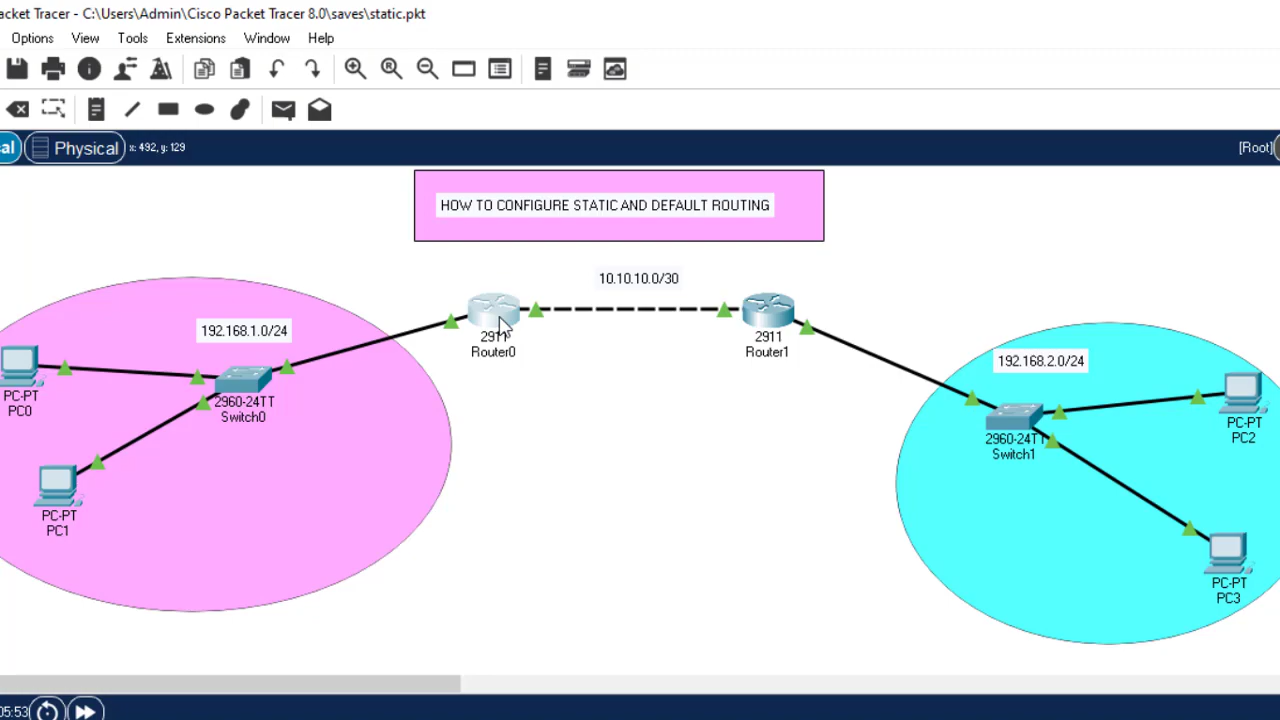 acket Tracer - C:\Users\Admin\Cisco Packet Tracer 8.0\saves\static.pkt
Options View Tools Extensions Window Help
al Physical x: 492, y: 129 [Root]
HOW TO CONFIGURE STATIC AND DEFAULT ROUTING
10.10.10.0/30
192.168.1.0/24
2911
Router0
2911
Router1
192.168.2.0/24
PC-PT
PC0
2960-24TT
Switch0
PC-PT
PC1
2960-24TT
Switch1
PC-PT
PC2
PC-PT
PC3
05:53